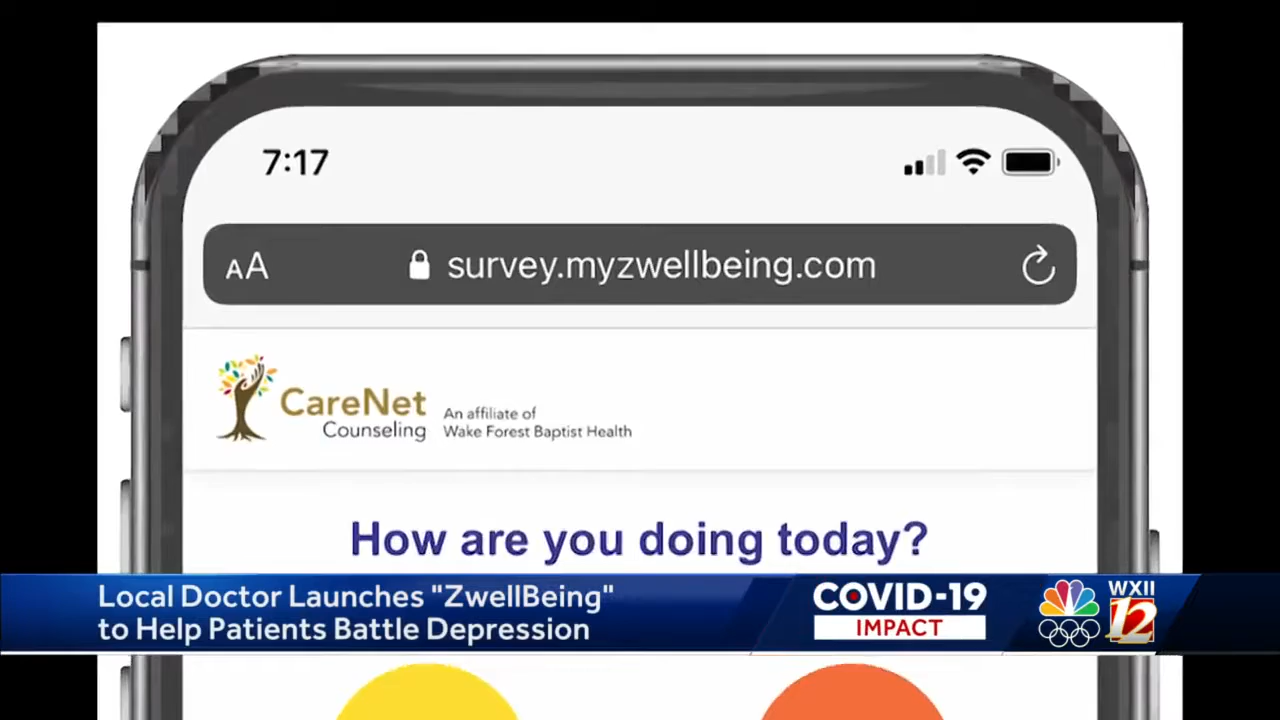 7:17
AA survey.myzwellbeing.com
CareNet
Counseling
An affiliate of
Wake Forest Baptist Health
How are you doing today?
Local Doctor Launches "ZwellBeing"
to Help Patients Battle Depression
COVID-19
IMPACT
WXII
12